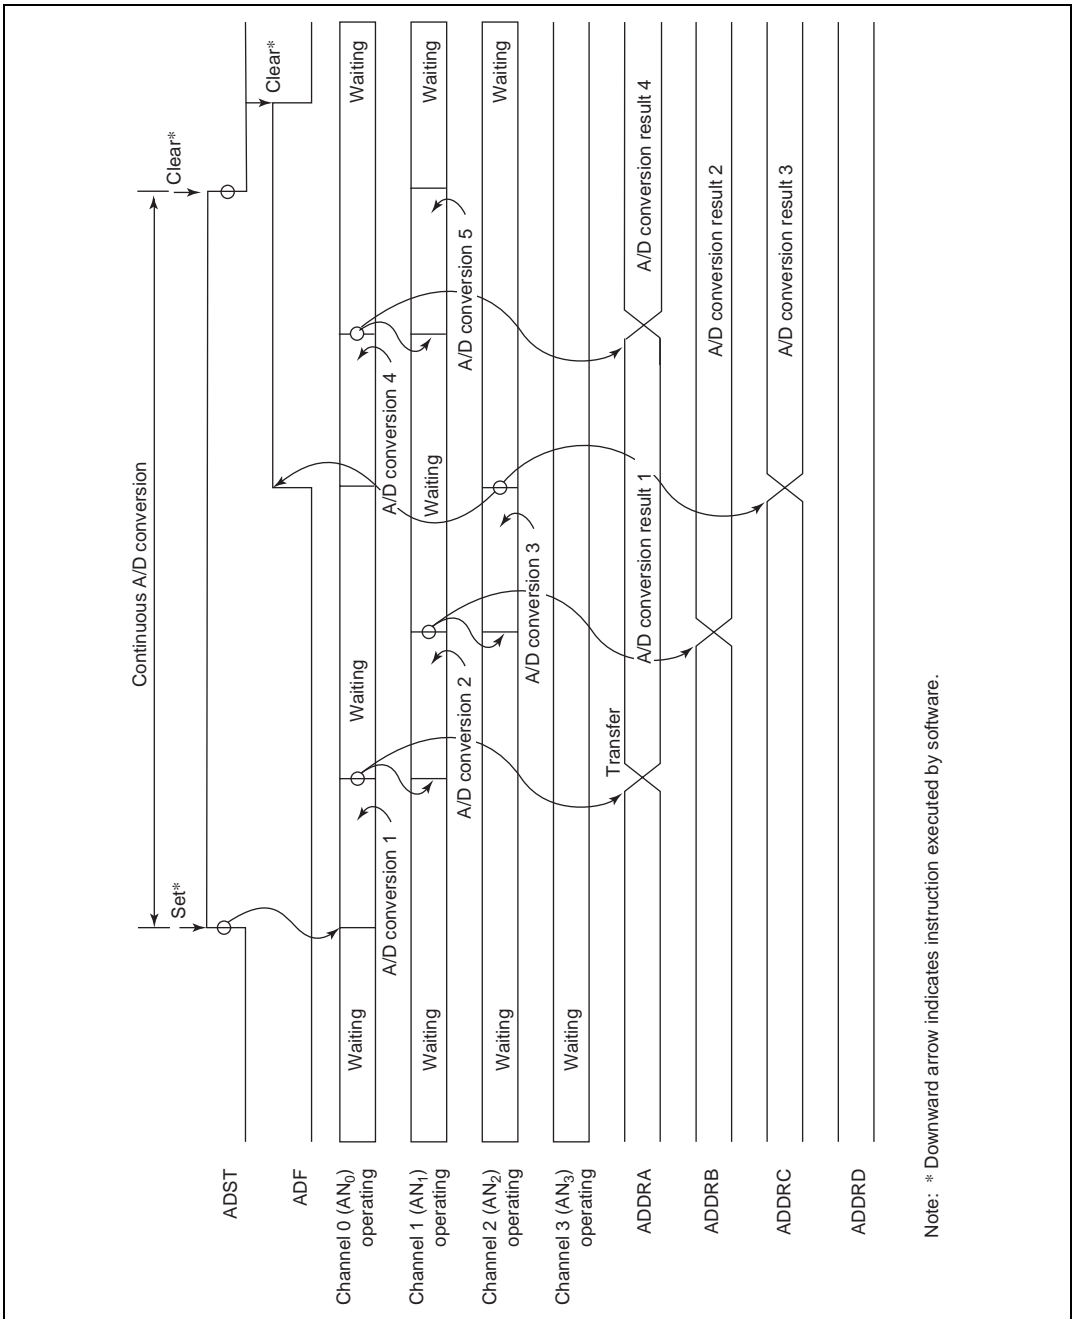 Continuous A/D conversion
Set*
Clear*
ADST
Clear*
ADF
Channel 0 (AN0)
operating
Waiting
A/D conversion 1
Waiting
A/D conversion 4
Waiting
Channel 1 (AN1)
operating
Waiting
A/D conversion 2
Waiting
A/D conversion 5
Waiting
Channel 2 (AN2)
operating
Waiting
A/D conversion 3
Waiting
Channel 3 (AN3)
operating
Waiting
Transfer
ADDRA
A/D conversion result 1
A/D conversion result 4
ADDRB
A/D conversion result 2
ADDRC
A/D conversion result 3
ADDRD
Note: * Downward arrow indicates instruction executed by software.